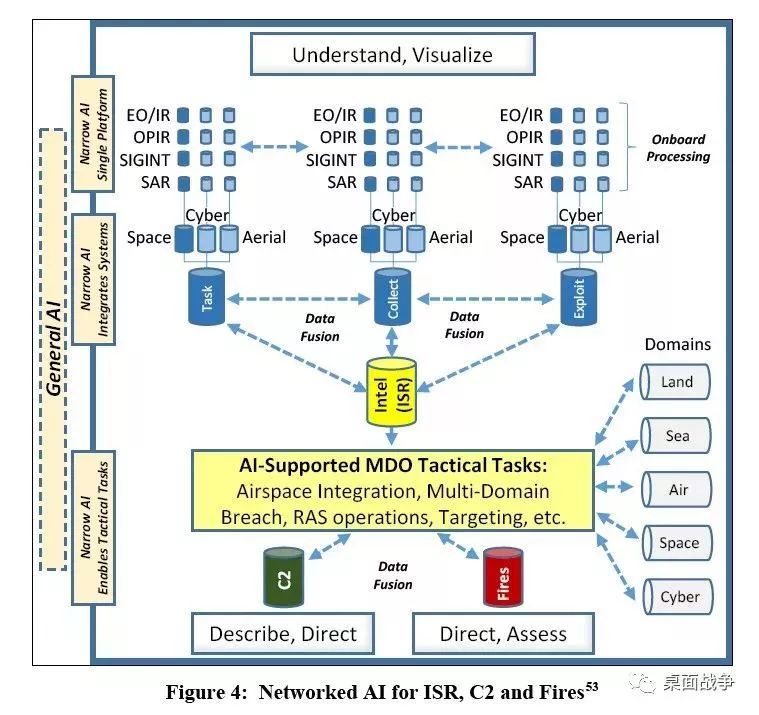 Understand, Visualize
Narrow AI
Single Platform
General AI
Narrow AI
Integrates Systems
Narrow AI
Enables Tactical Tasks
EO/IR
OPIR
SIGINT
SAR
EO/IR
OPIR
SIGINT
SAR
EO/IR
OPIR
SIGINT
SAR
Onboard
Processing
Cyber
Space
Aerial
Cyber
Space
Aerial
Cyber
Space
Aerial
Task
Collect
Exploit
Data
Fusion
Data
Fusion
Intel
(ISR)
Domains
Land
Sea
Air
Space
Cyber
AI-Supported MDO Tactical Tasks:
Airspace Integration, Multi-Domain
Breach, RAS operations, Targeting, etc.
C2
Data
Fusion
Fires
Describe, Direct
Direct, Assess
Figure 4: Networked AI for ISR, C2 and Fires53
桌面战争